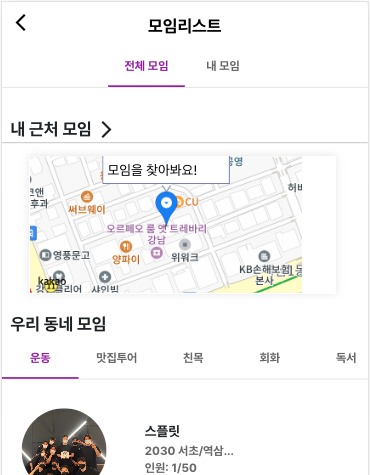 모임리스트
전체 모임 내 모임
내 근처 모임
모임을 찾아봐요!
써브웨이
CU
오르페오 룸 엣 트레바리
강남
영풍문고
양파이
위워크
KB손해보험
본사
kakao
샤인빌
우리 동네 모임
운동 맛집투어 친목 회화 독서
스플릿
2030 서초/역삼...
인원: 1/50